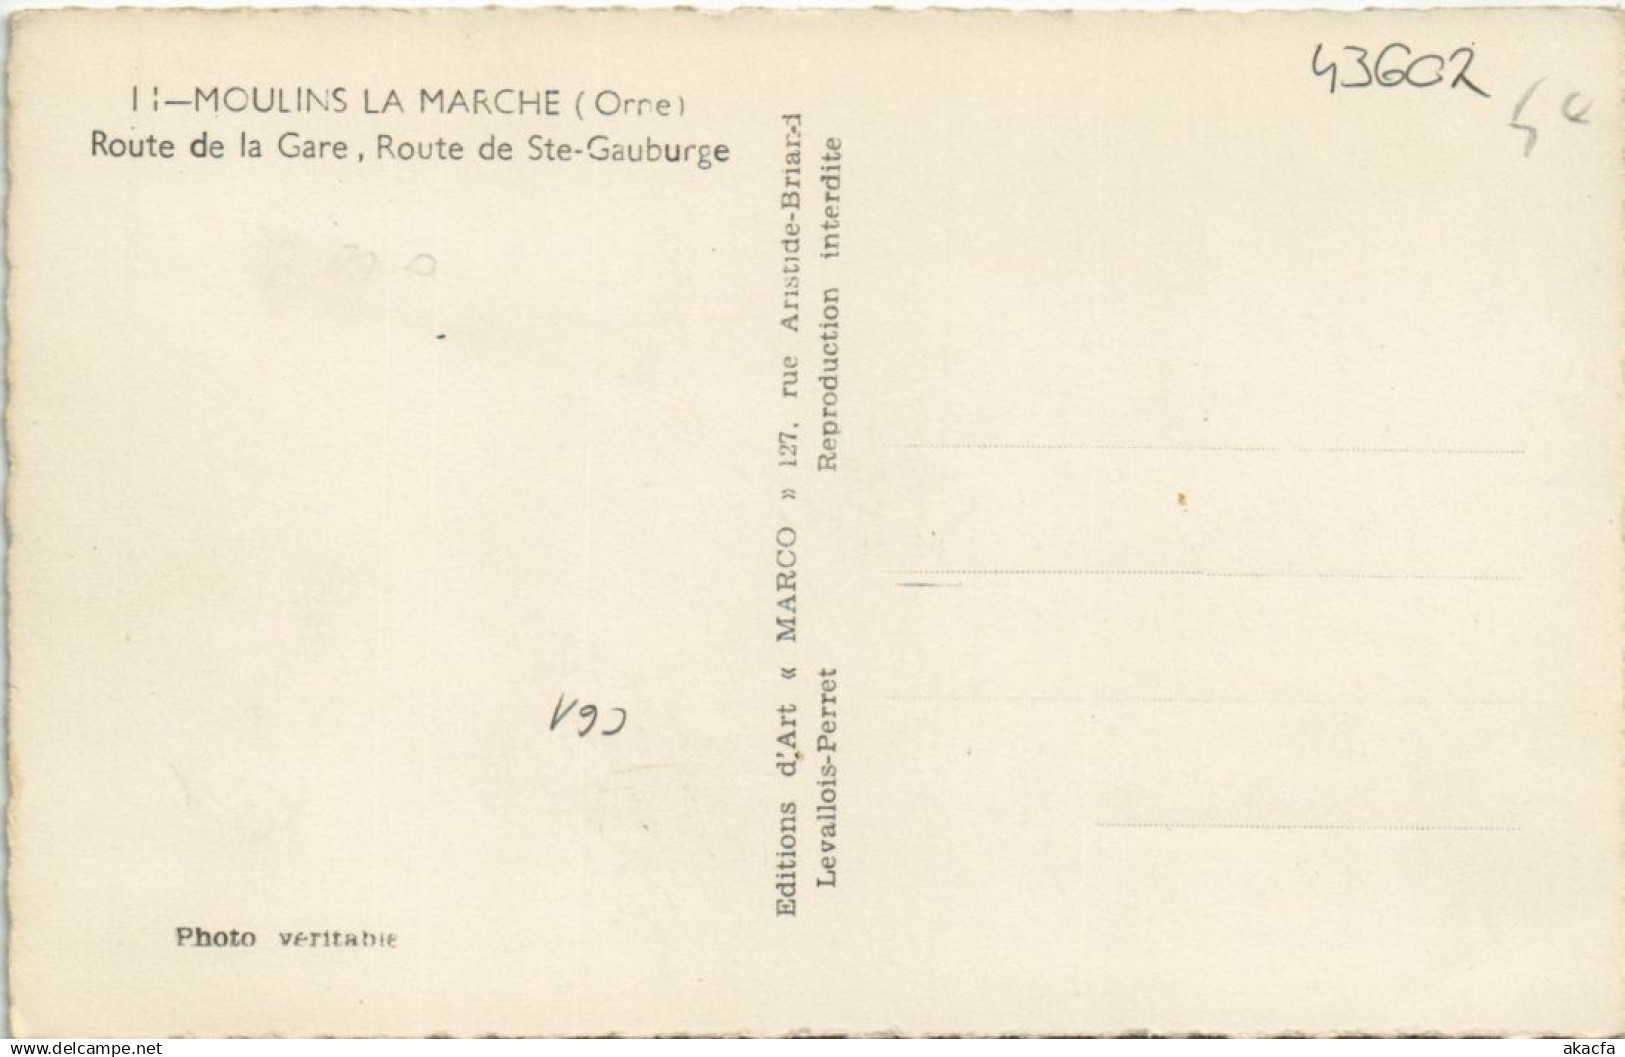 11-MOULINS LA MARCHE (Orne)
Route de la Gare, Route de Ste-Gauburge
43602
Editions d'Art « MARCO » 127, rue Aristide-Briand
Levallois-Perret Reproduction interdite
Photo véritable
www.delcampe.net
akacfa